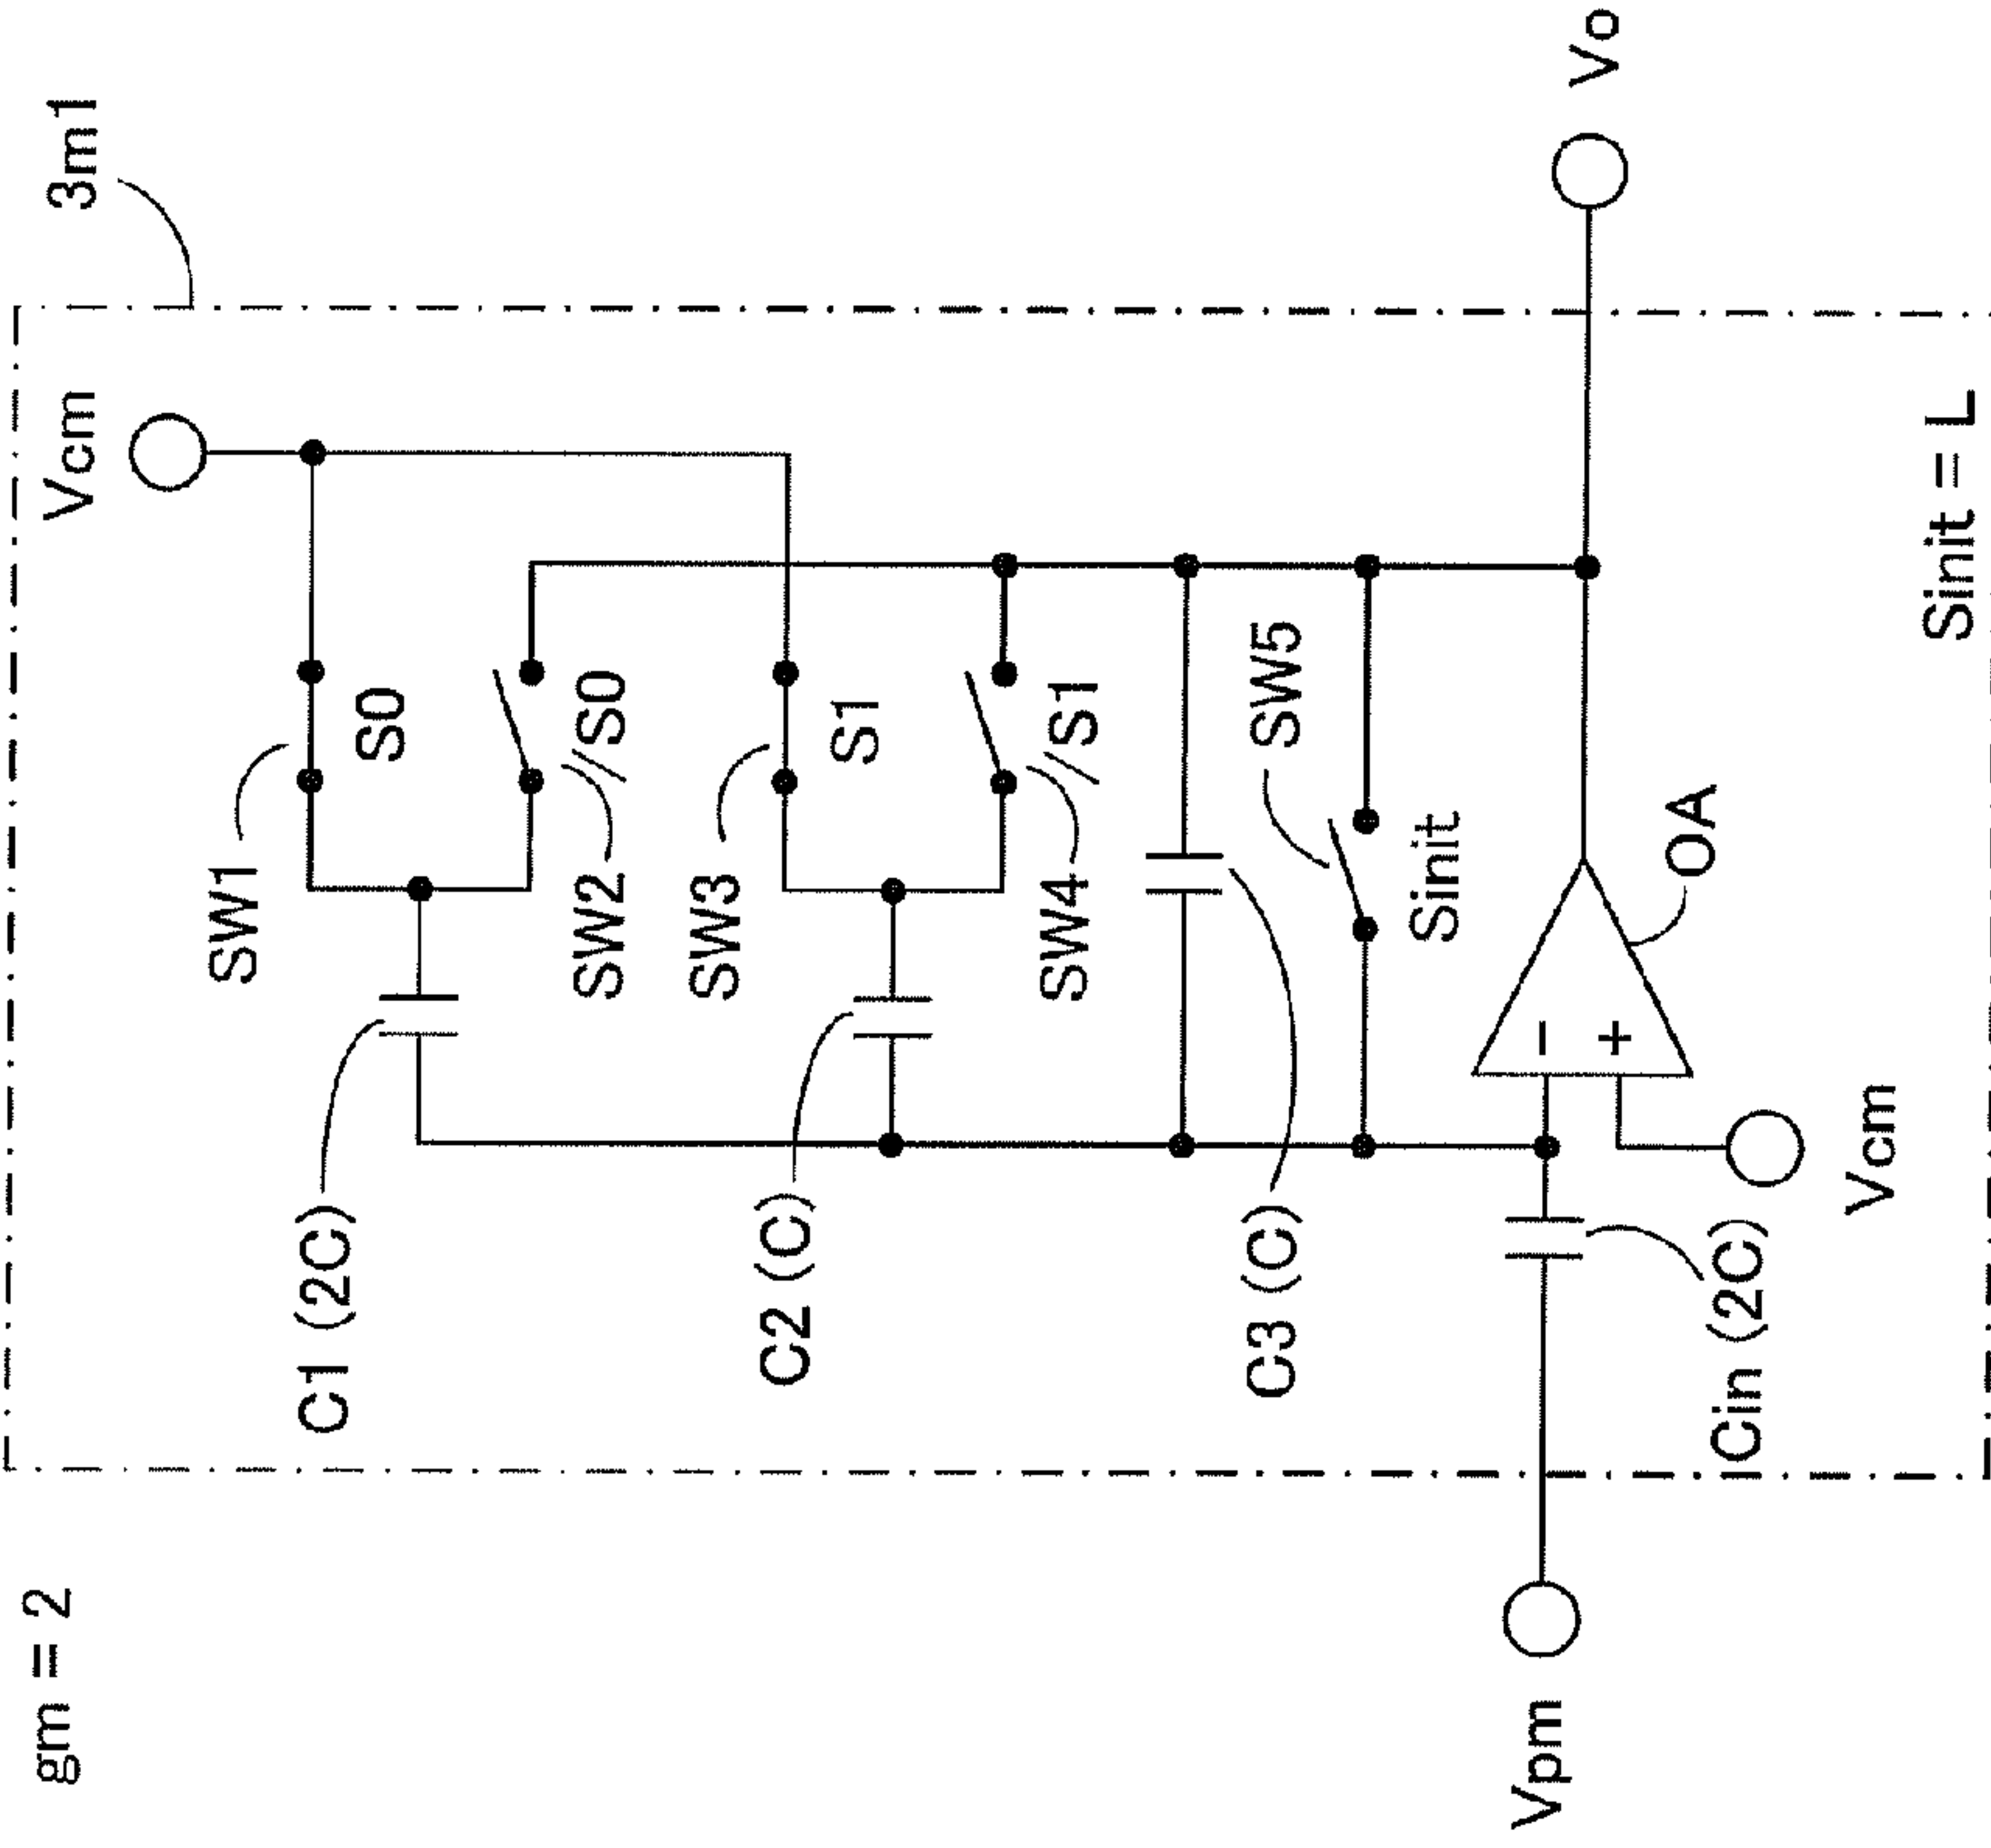 gm = 2
3m1
Vcm
SW1
S0
C1 (2C)
SW2
/S0
SW3
S1
C2 (C)
SW4
/S1
C3 (C)
SW5
Sinit
Vpm
Cin (2C)
−
+
OA
Vo
Vcm
Sinit = L